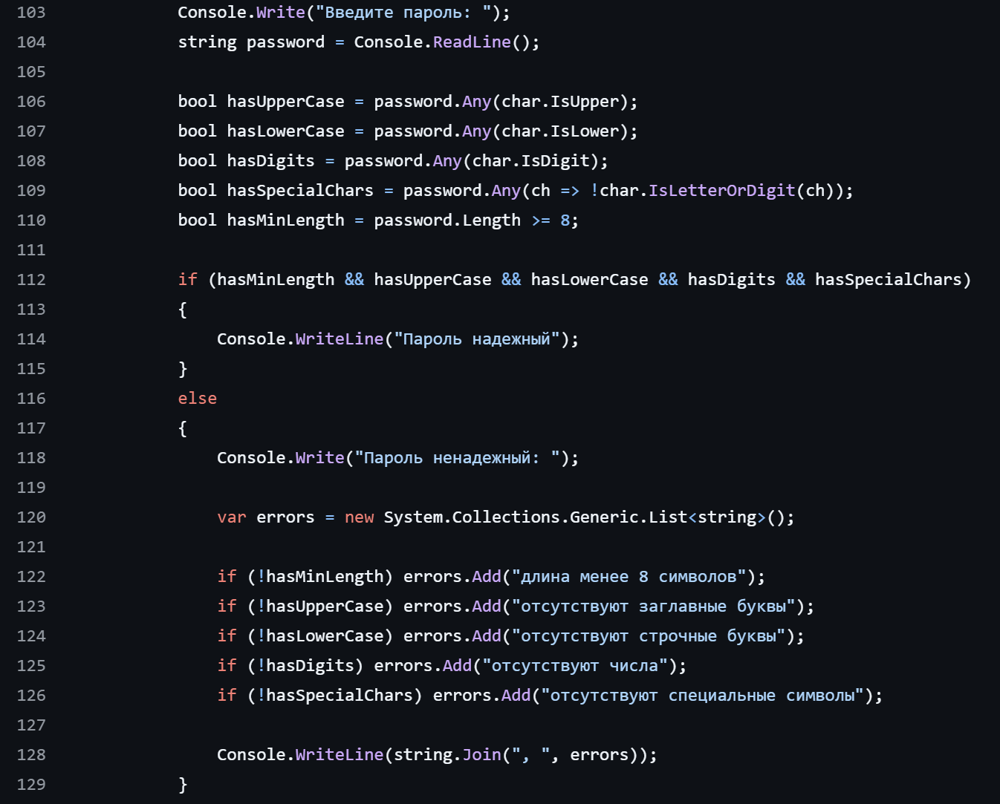 103 Console.Write("Введите пароль: ");
104 string password = Console.ReadLine();
105
106 bool hasUpperCase = password.Any(char.IsUpper);
107 bool hasLowerCase = password.Any(char.IsLower);
108 bool hasDigits = password.Any(char.IsDigit);
109 bool hasSpecialChars = password.Any(ch => !char.IsLetterOrDigit(ch));
110 bool hasMinLength = password.Length >= 8;
111
112 if (hasMinLength && hasUpperCase && hasLowerCase && hasDigits && hasSpecialChars)
113 {
114 Console.WriteLine("Пароль надежный");
115 }
116 else
117 {
118 Console.Write("Пароль ненадежный: ");
119
120 var errors = new System.Collections.Generic.List<string>();
121
122 if (!hasMinLength) errors.Add("длина менее 8 символов");
123 if (!hasUpperCase) errors.Add("отсутствуют заглавные буквы");
124 if (!hasLowerCase) errors.Add("отсутствуют строчные буквы");
125 if (!hasDigits) errors.Add("отсутствуют числа");
126 if (!hasSpecialChars) errors.Add("отсутствуют специальные символы");
127
128 Console.WriteLine(string.Join(", ", errors));
129 }